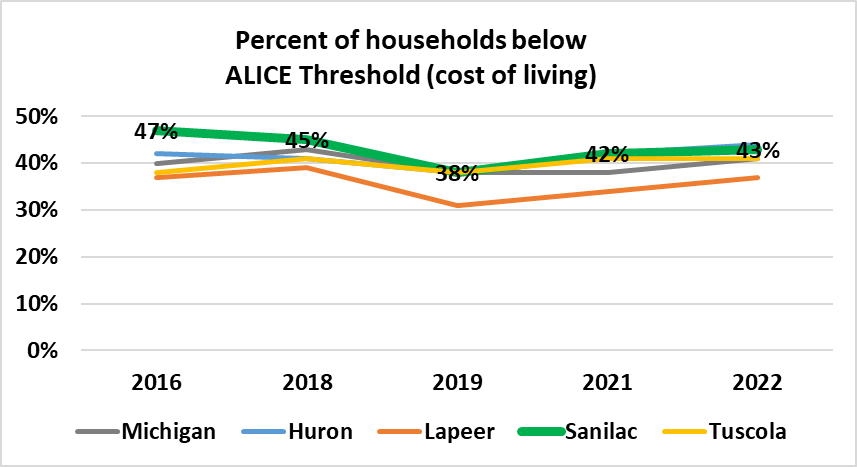 Percent of households below
ALICE Threshold (cost of living)
50%
40%
30%
20%
10%
0%
47%
45%
38%
42%
43%
2016 2018 2019 2021 2022
Michigan Huron Lapeer Sanilac Tuscola